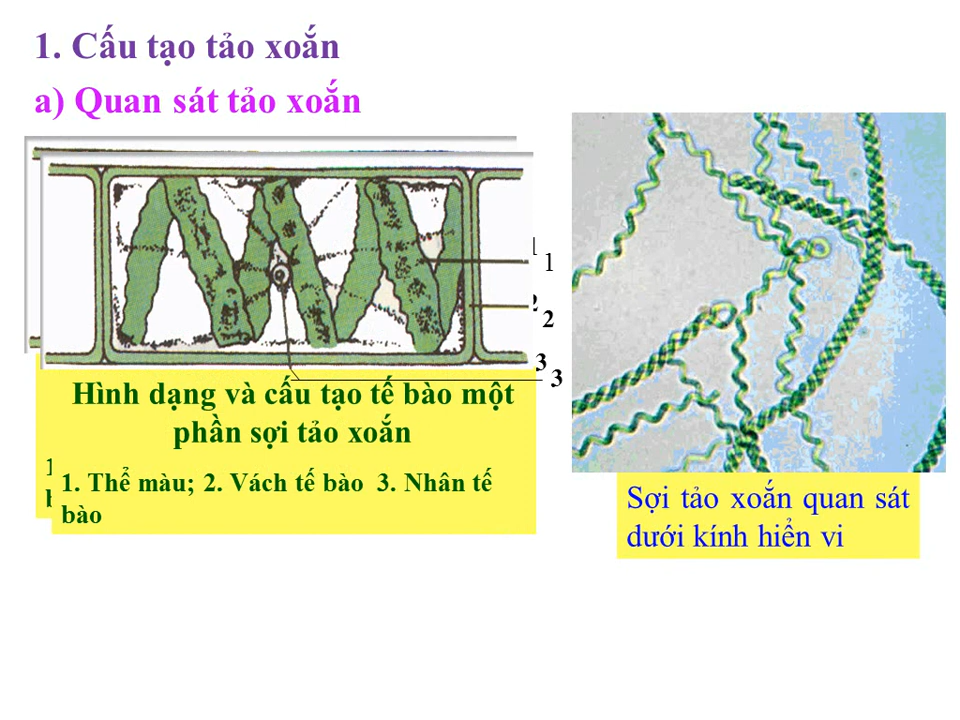 1. Cấu tạo tảo xoắn
a) Quan sát tảo xoắn
1
2
3
3
Hình dạng và cấu tạo tế bào một
phần sợi tảo xoắn
1. Thể màu; 2. Vách tế bào  3. Nhân tế
bào
Sợi tảo xoắn quan sát
dưới kính hiển vi